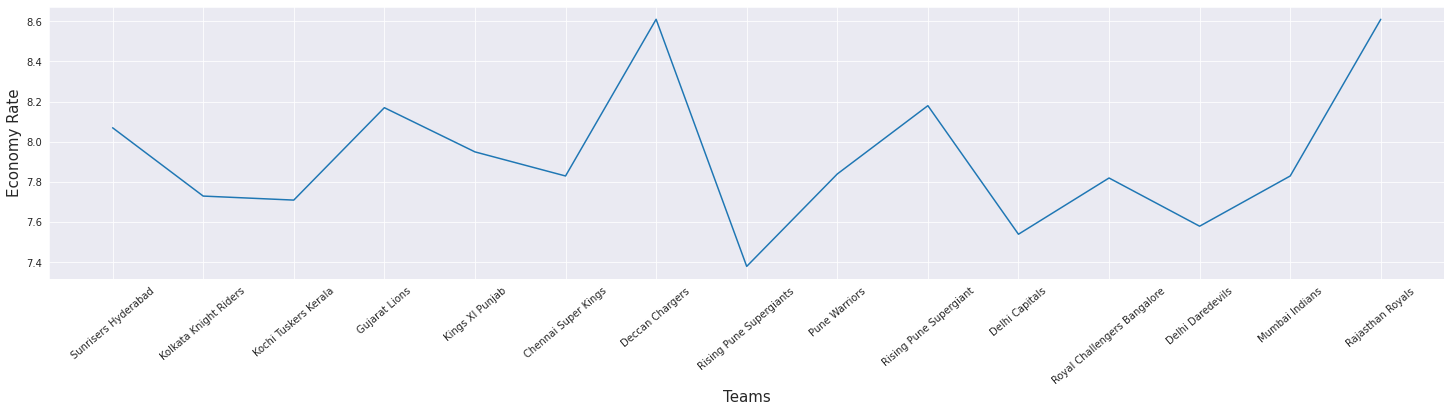 8.6
8.4
8.2
8.0
7.8
7.6
7.4
Economy Rate
Sunrisers Hyderabad
Kolkata Knight Riders
Kochi Tuskers Kerala
Gujarat Lions
Kings XI Punjab
Chennai Super Kings
Deccan Chargers
Rising Pune Supergiants
Pune Warriors
Rising Pune Supergiant
Delhi Capitals
Royal Challengers Bangalore
Delhi Daredevils
Mumbai Indians
Rajasthan Royals
Teams